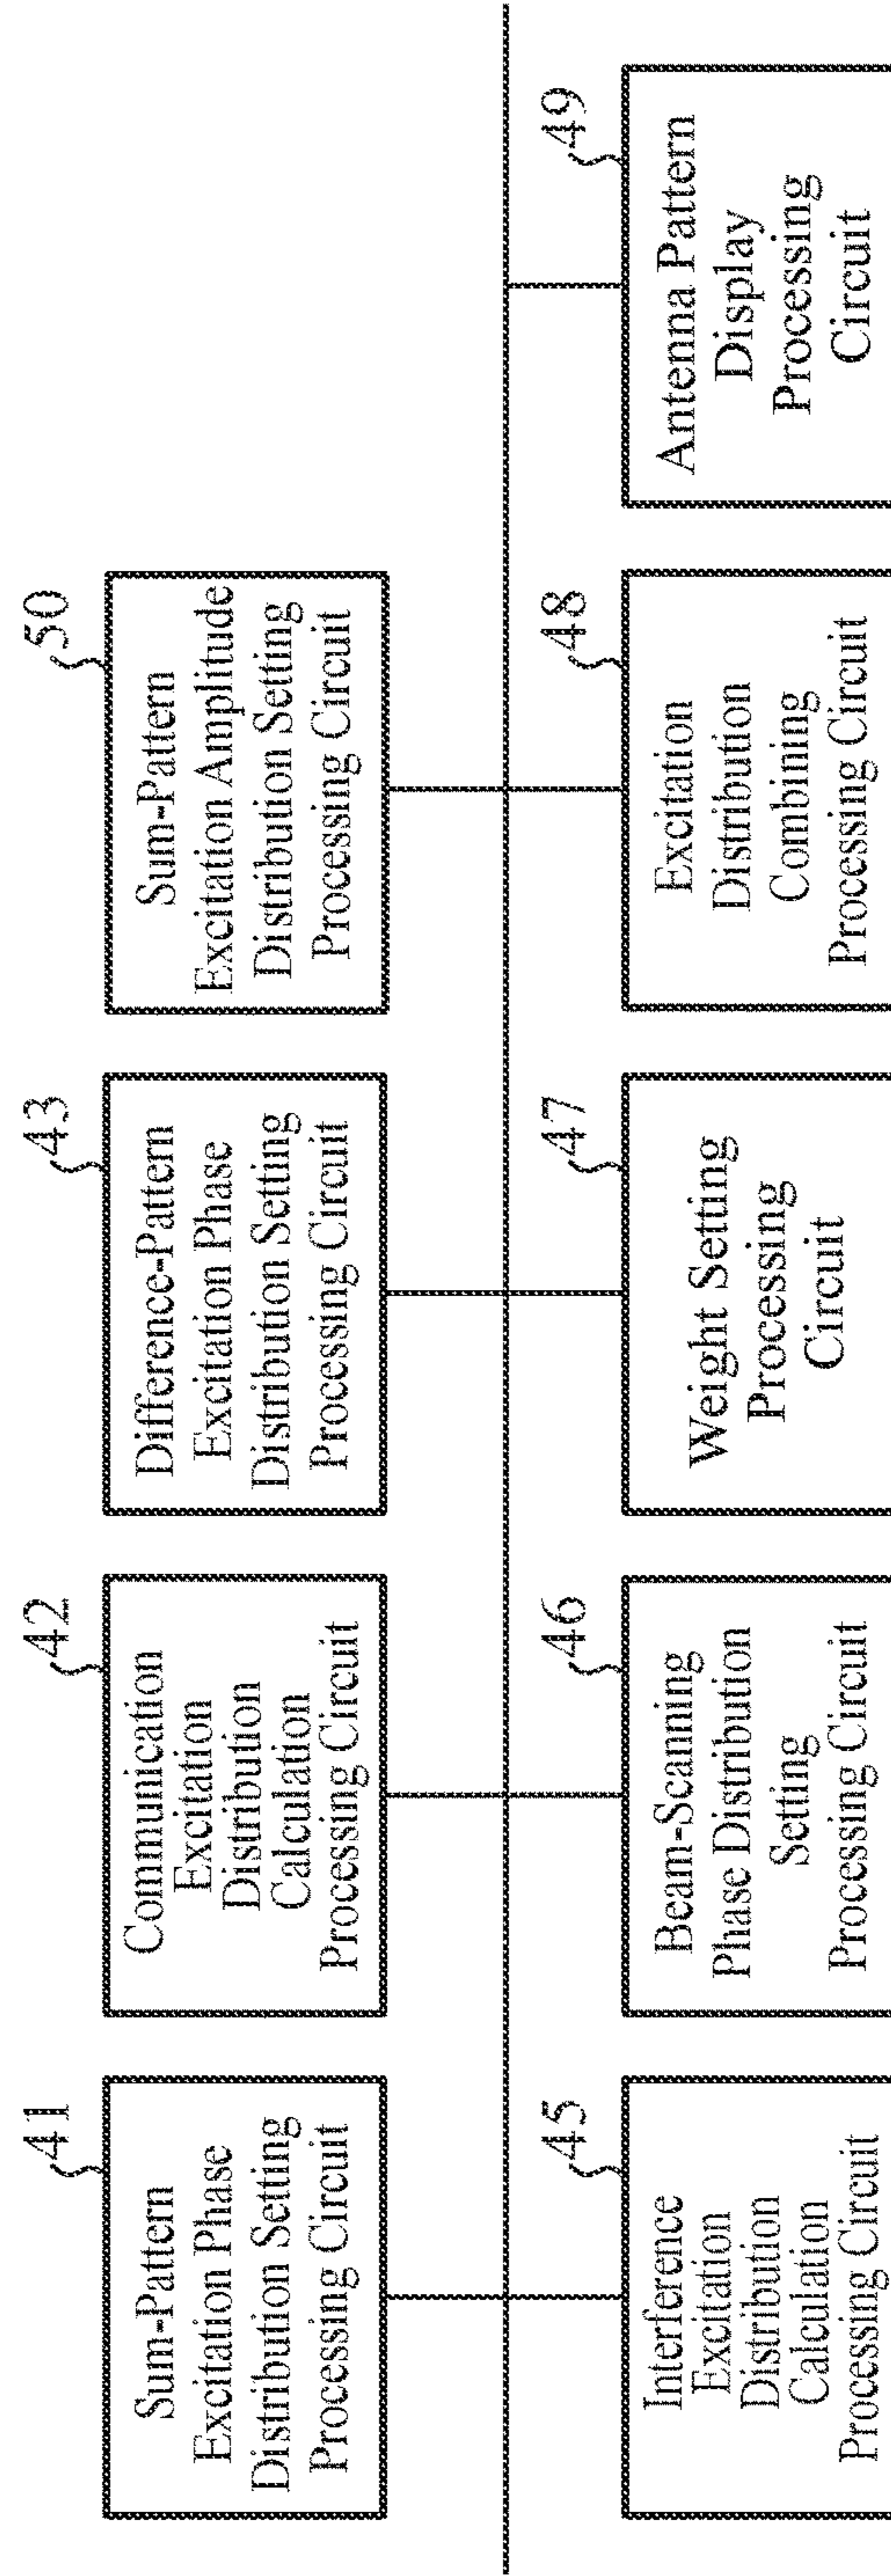 41
Sum-Pattern
Excitation Phase
Distribution Setting
Processing Circuit
42
Communication
Excitation
Distribution
Calculation
Processing Circuit
43
Difference-Pattern
Excitation Phase
Distribution Setting
Processing Circuit
50
Sum-Pattern
Excitation Amplitude
Distribution Setting
Processing Circuit
45
Interference
Excitation
Distribution
Calculation
Processing Circuit
46
Beam-Scanning
Phase Distribution
Setting
Processing Circuit
47
Weight Setting
Processing
Circuit
48
Excitation
Distribution
Combining
Processing Circuit
49
Antenna Pattern
Display
Processing
Circuit